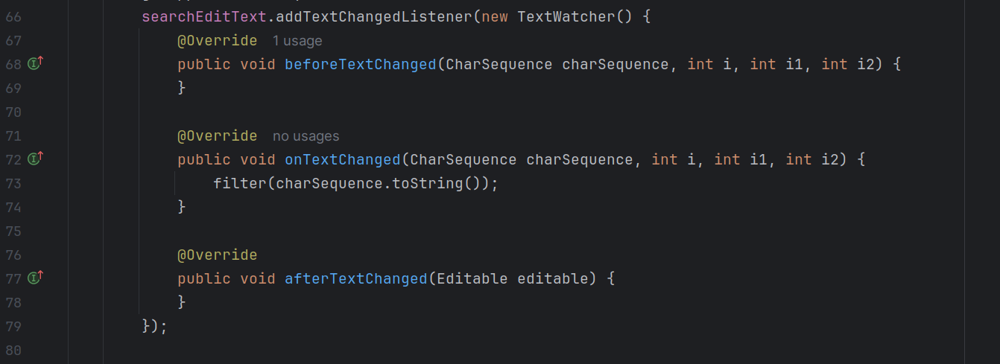 66 searchEditText.addTextChangedListener(new TextWatcher() {
67 @Override 1 usage
68 public void beforeTextChanged(CharSequence charSequence, int i, int i1, int i2) {
69 }
70
71 @Override no usages
72 public void onTextChanged(CharSequence charSequence, int i, int i1, int i2) {
73 filter(charSequence.toString());
74 }
75
76 @Override
77 public void afterTextChanged(Editable editable) {
78 }
79 });
80